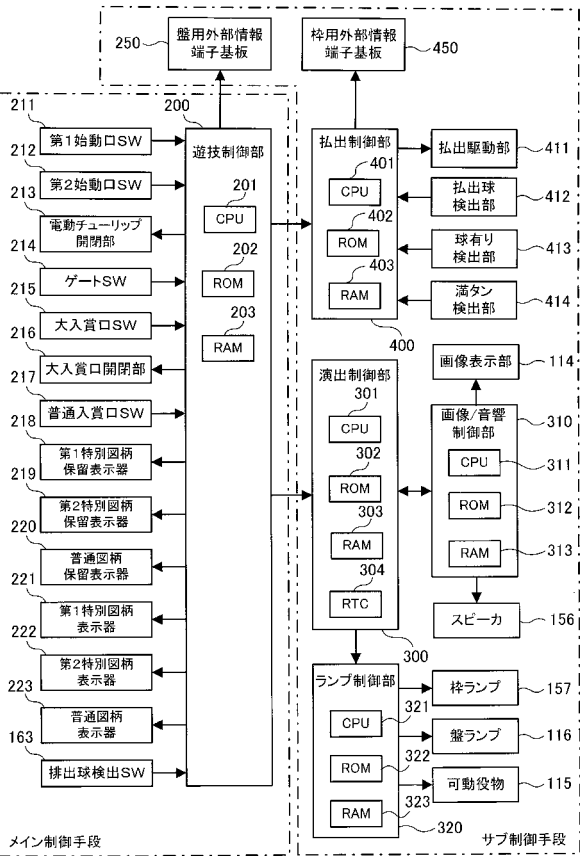 250
盤用外部情報
端子基板
枠用外部情報
端子基板
450
211
第1始動口SW
212
第2始動口SW
213
電動チューリップ
開閉部
214
ゲートSW
215
大入賞口SW
216
大入賞口開閉部
217
普通入賞口SW
218
第1特別図柄
保留表示器
219
第2特別図柄
保留表示器
220
普通図柄
保留表示器
221
第1特別図柄
表示器
222
第2特別図柄
表示器
223
普通図柄
表示器
163
排出球検出SW
メイン制御手段
200
遊技制御部
201
CPU
202
ROM
203
RAM
払出制御部
401
CPU
402
ROM
403
RAM
400
払出駆動部
411
払出球
検出部
412
球有り
検出部
413
満タン
検出部
414
演出制御部
301
CPU
302
ROM
303
RAM
304
RTC
300
画像表示部
114
画像/音響
制御部
310
CPU
311
ROM
312
RAM
313
スピーカ
156
ランプ制御部
CPU
321
ROM
322
RAM
323
320
枠ランプ
157
盤ランプ
116
可動役物
115
サブ制御手段